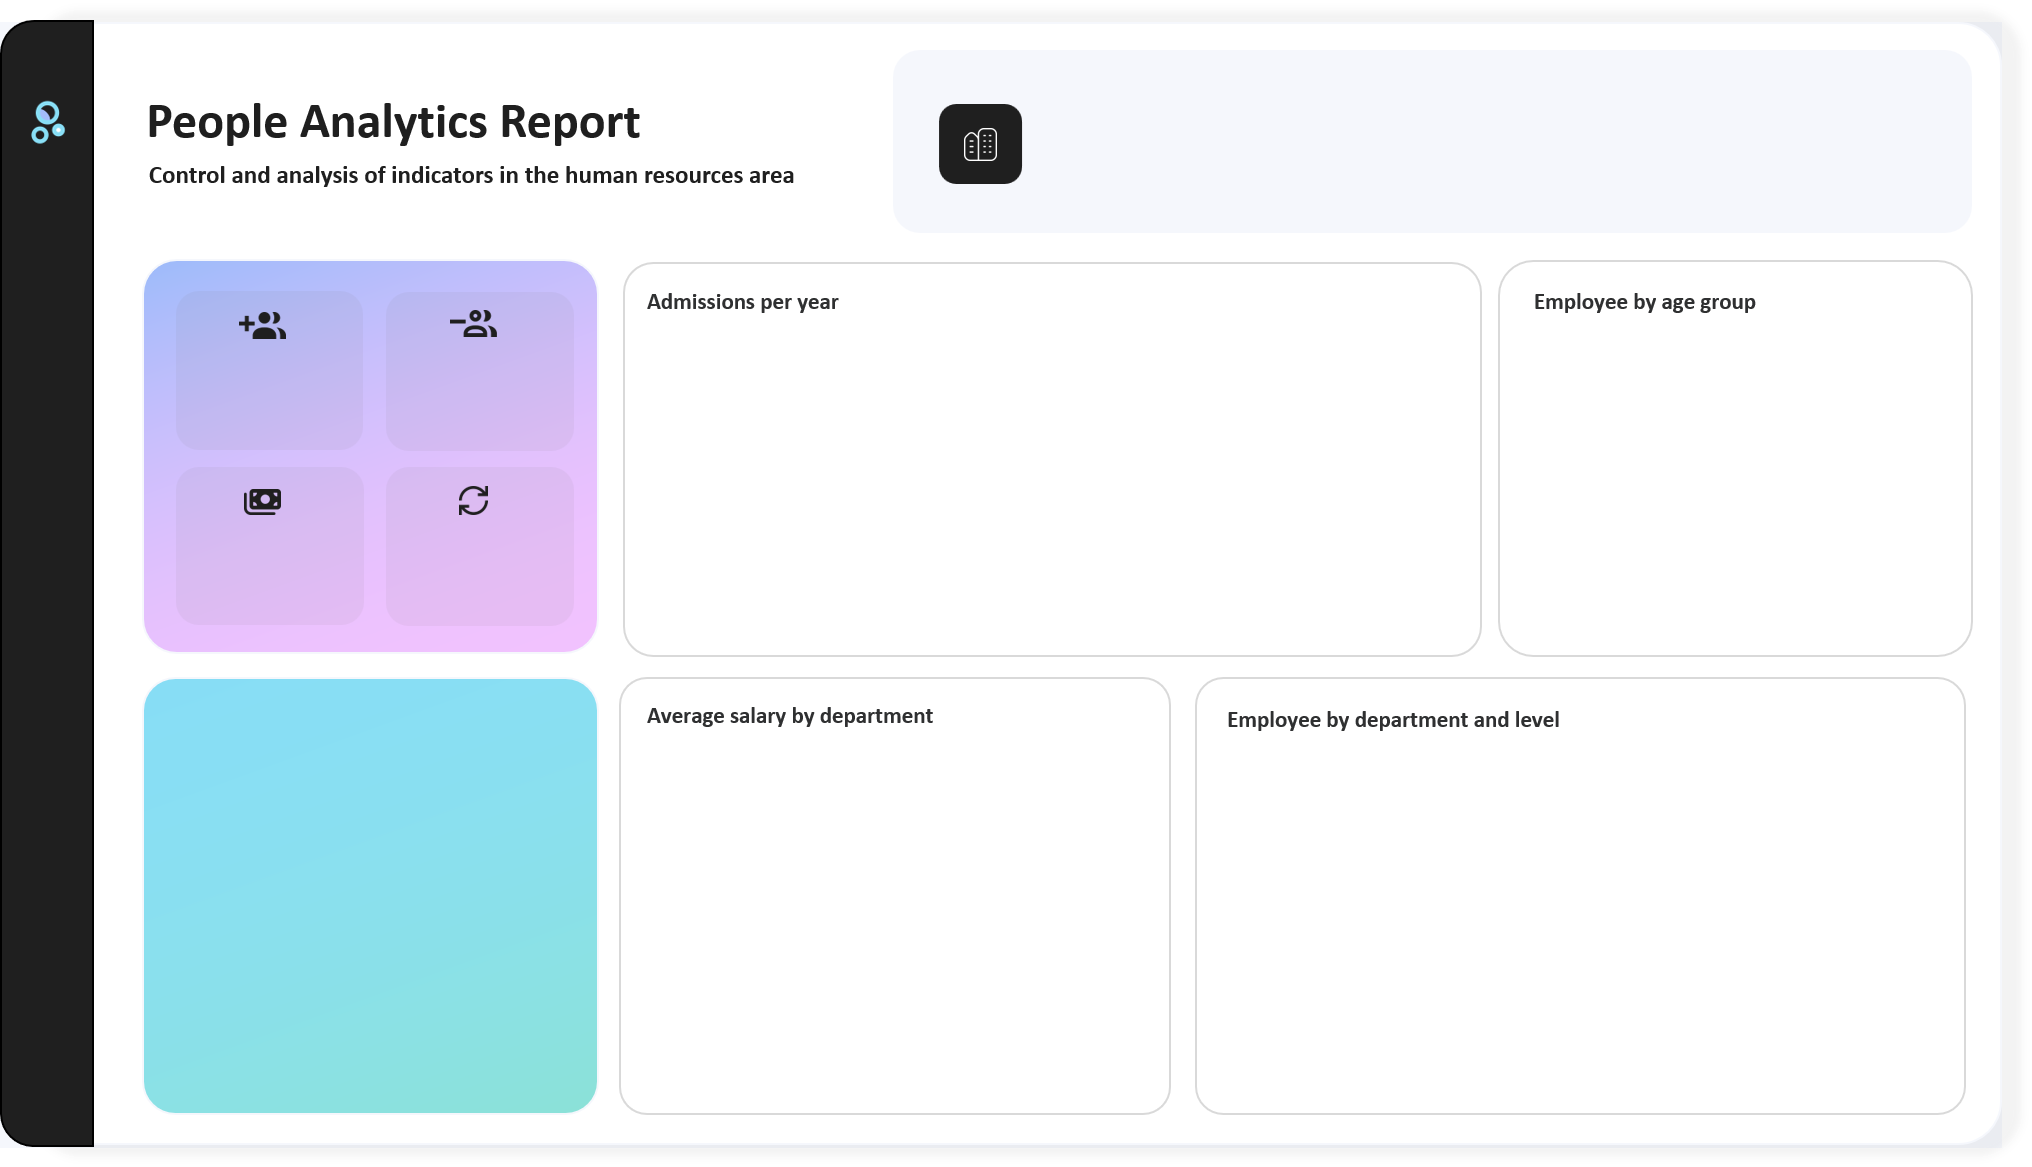 People Analytics Report
Control and analysis of indicators in the human resources area
Admissions per year
Employee by age group
Average salary by department
Employee by department and level